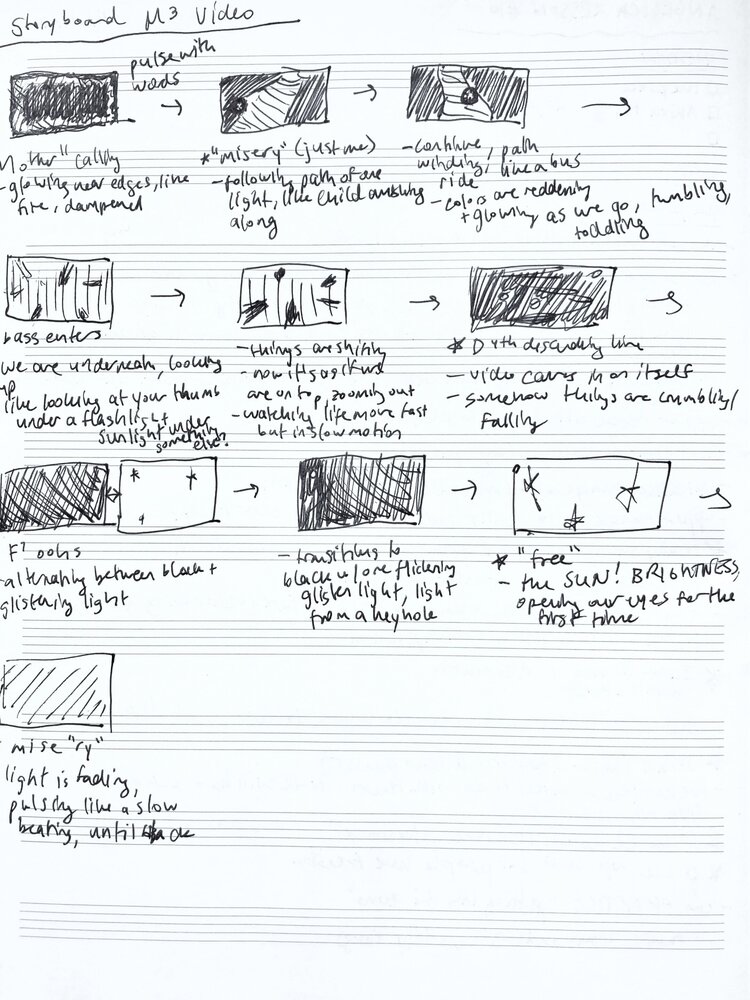 Storyboard M3 Video
pulse with
words
Mother" calling
- glowing near edges, like
fire, dampened
* "misery" (just me)
- following path of one
light, like child
along
- continue, path
winding, like a bus
ride
- colors are reddening
+ glowing as we go, tumbling,
toddling
bass enters
we are underneath, looking
up
like looking at your thumb
under a flashlight
sunlight under
something
else?
- things are shifting
- now it's as if we
are on top, zooming out
- watching life move fast
but in slow motion
* D 4th descending line
- video caves in on itself
- somehow things are crumbling/
falling
F² oohs
- alternating between black +
glistening light
- transitions to
black w/ one flickering
glisten light, light
from a keyhole
* "free"
- the SUN! BRIGHTNESS,
opening our eyes for the
first time
mise "ry"
light is fading,
pulsing like a slow
beating, until